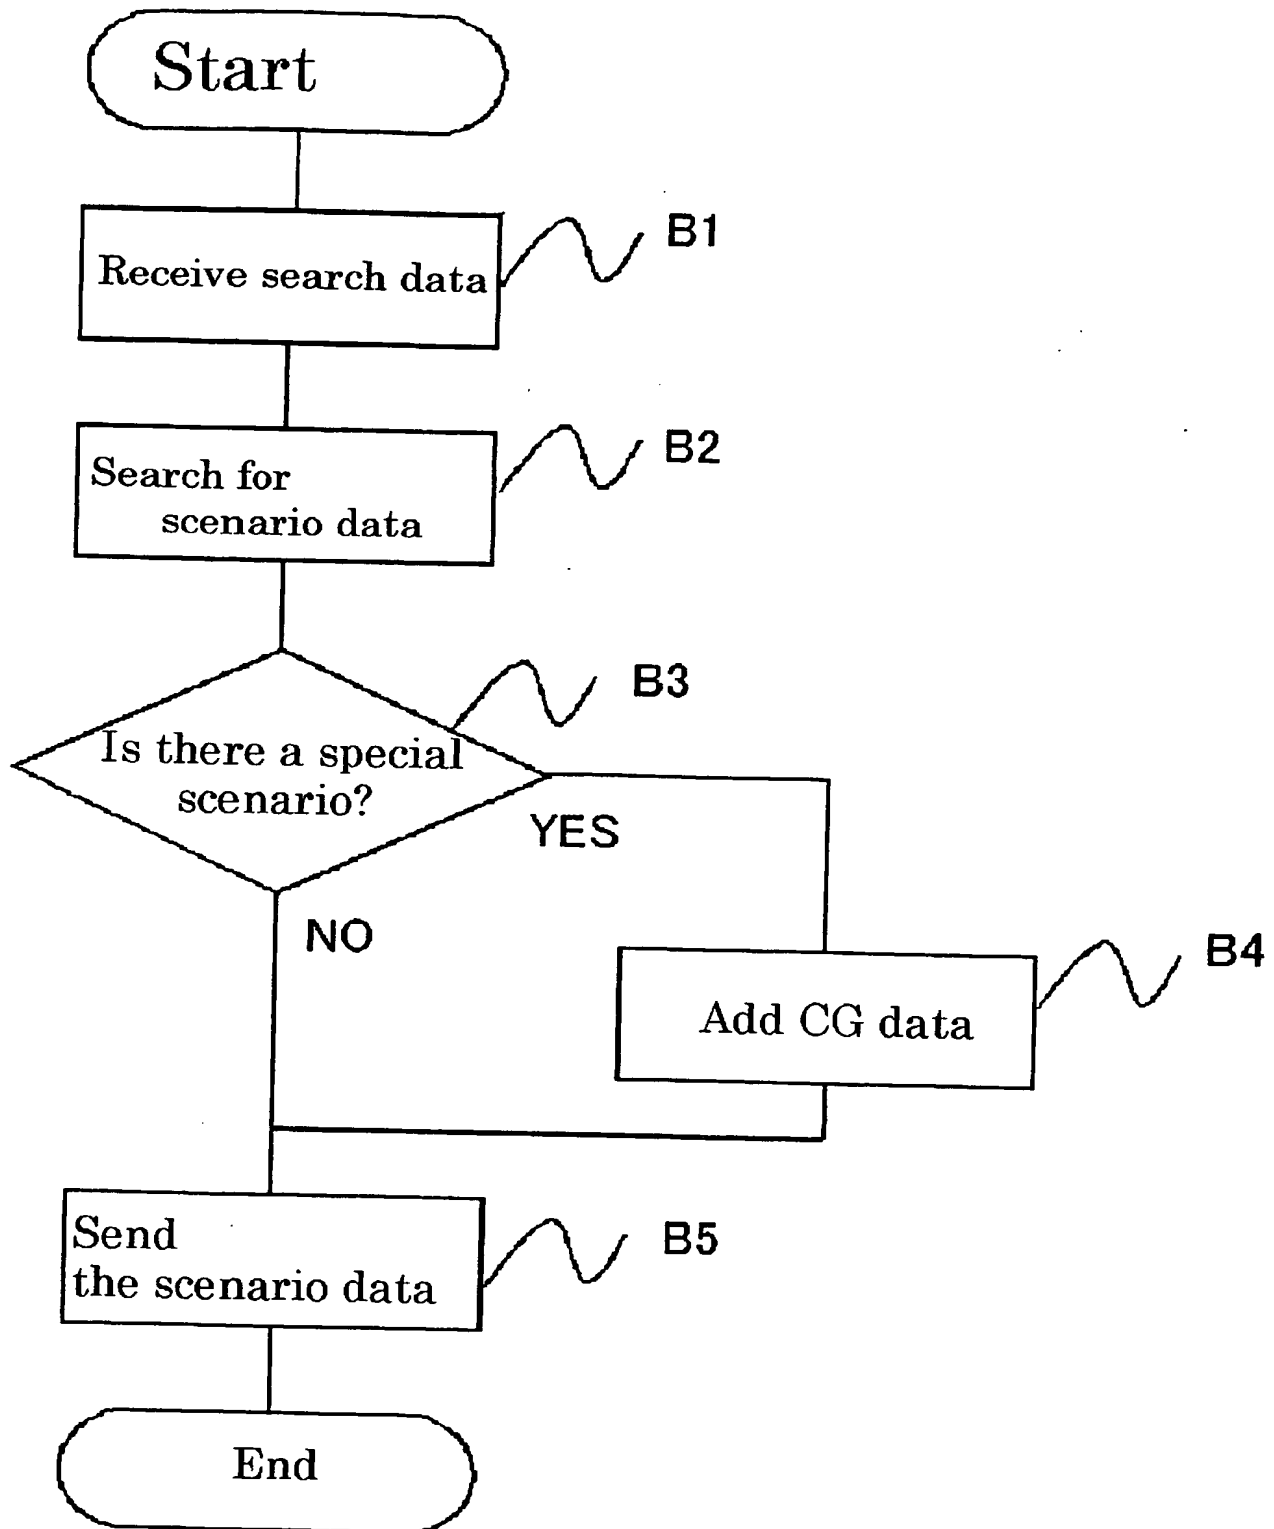 Start
Receive search data
B1
Search for
scenario data
B2
B3
Is there a special
scenario?
YES
NO
Add CG data
B4
Send
the scenario data
B5
End